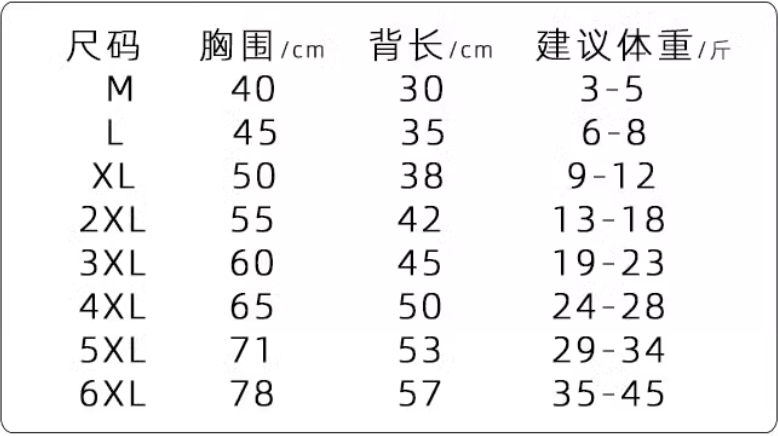 尺码 胸围/cm 背长/cm 建议体重/斤
M 40 30 3-5
L 45 35 6-8
XL 50 38 9-12
2XL 55 42 13-18
3XL 60 45 19-23
4XL 65 50 24-28
5XL 71 53 29-34
6XL 78 57 35-45